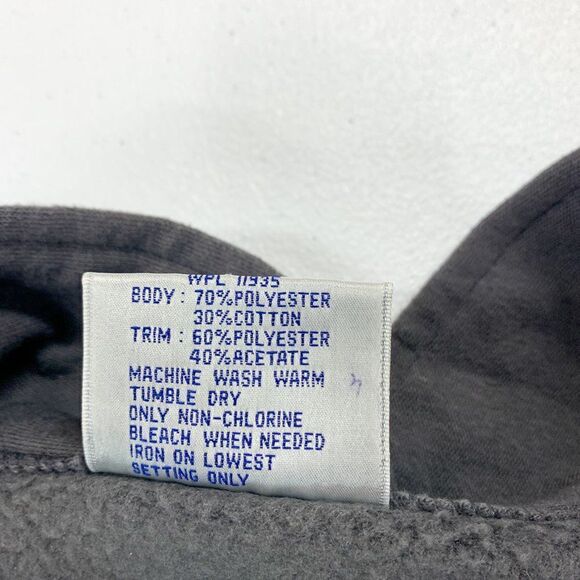 WPL 11935
BODY : 70%POLYESTER
30%COTTON
TRIM : 60%POLYESTER
40%ACETATE
MACHINE WASH WARM
TUMBLE DRY
ONLY NON-CHLORINE
BLEACH WHEN NEEDED
IRON ON LOWEST
SETTING ONLY